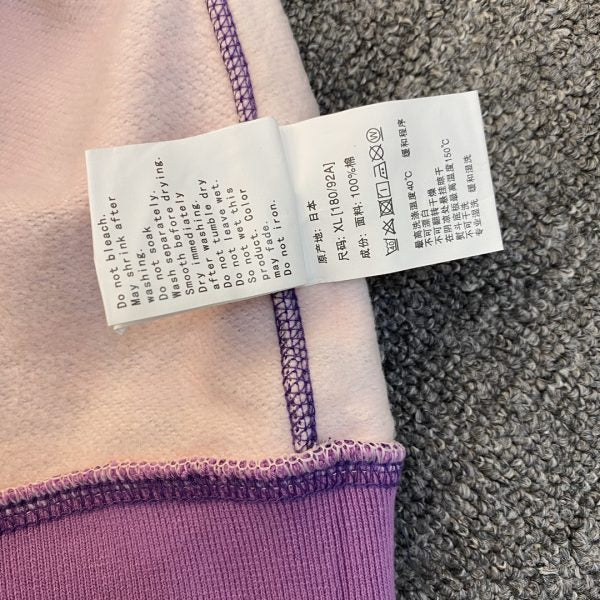 Do not bleach.
May shrink after
washing.
not soak
Wash separately.
Wash before drying.
Smooth immediately
Dry washing.
after tumble dry
Do not leave wet.
Do not wet this
So not Color
product.
may fade.
Do not iron.
原产地: 日本
尺码: XL [180/92A]
成份: 面料: 100%棉
最高洗涤温度40℃ 缓和程序
不可漂白
不可翻转干燥
在阴凉处悬挂晾干
熨斗底板最高温度150℃
不可干洗
专业湿洗 缓和湿洗